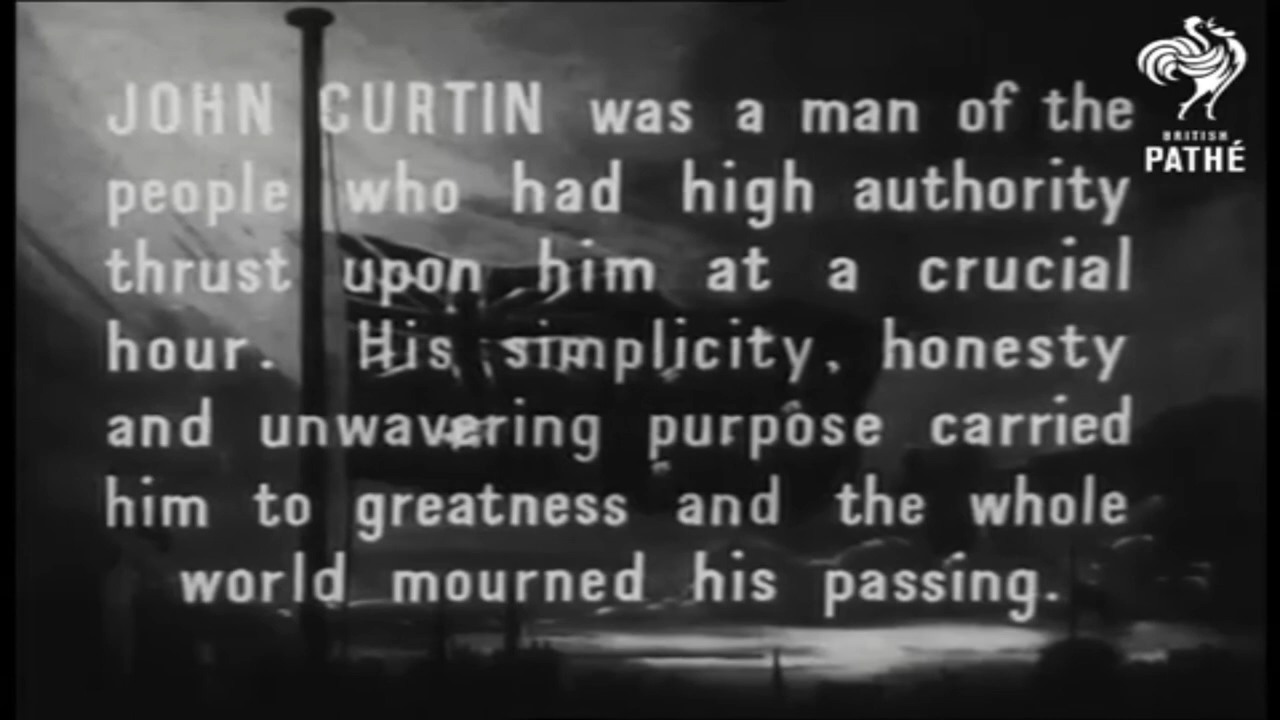 JOHN CURTIN was a man of the
people who had high authority
thrust upon him at a crucial
hour. His simplicity, honesty
and unwavering purpose carried
him to greatness and the whole
world mourned his passing.
BRITISH
PATHÉ